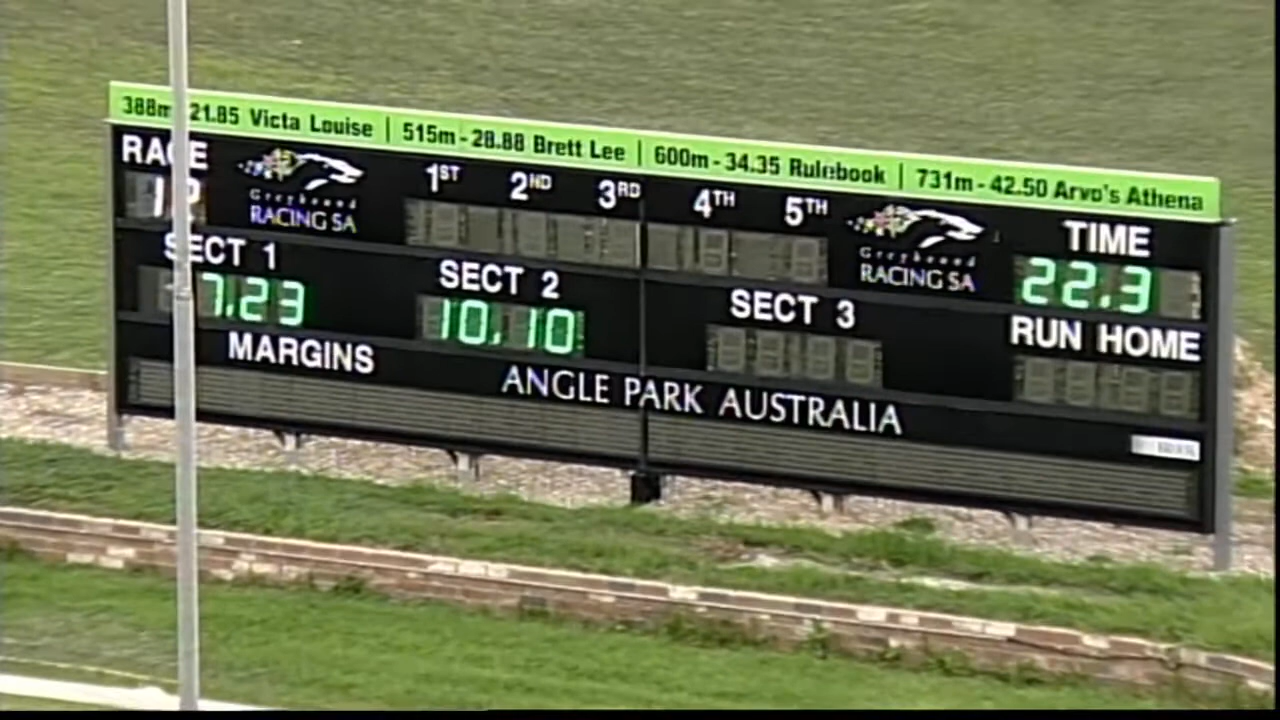 388m 21.85 Victa Louise | 515m - 28.88 Brett Lee | 600m - 34.35 Rulebook | 731m - 42.50 Arvo's Athena
RACE 1ST 2ND 3RD 4TH 5TH TIME
12 Greyhound RACING SA Greyhound RACING SA 22.3
SECT 1 SECT 2 SECT 3 RUN HOME
7.23 10.10
MARGINS ANGLE PARK AUSTRALIA